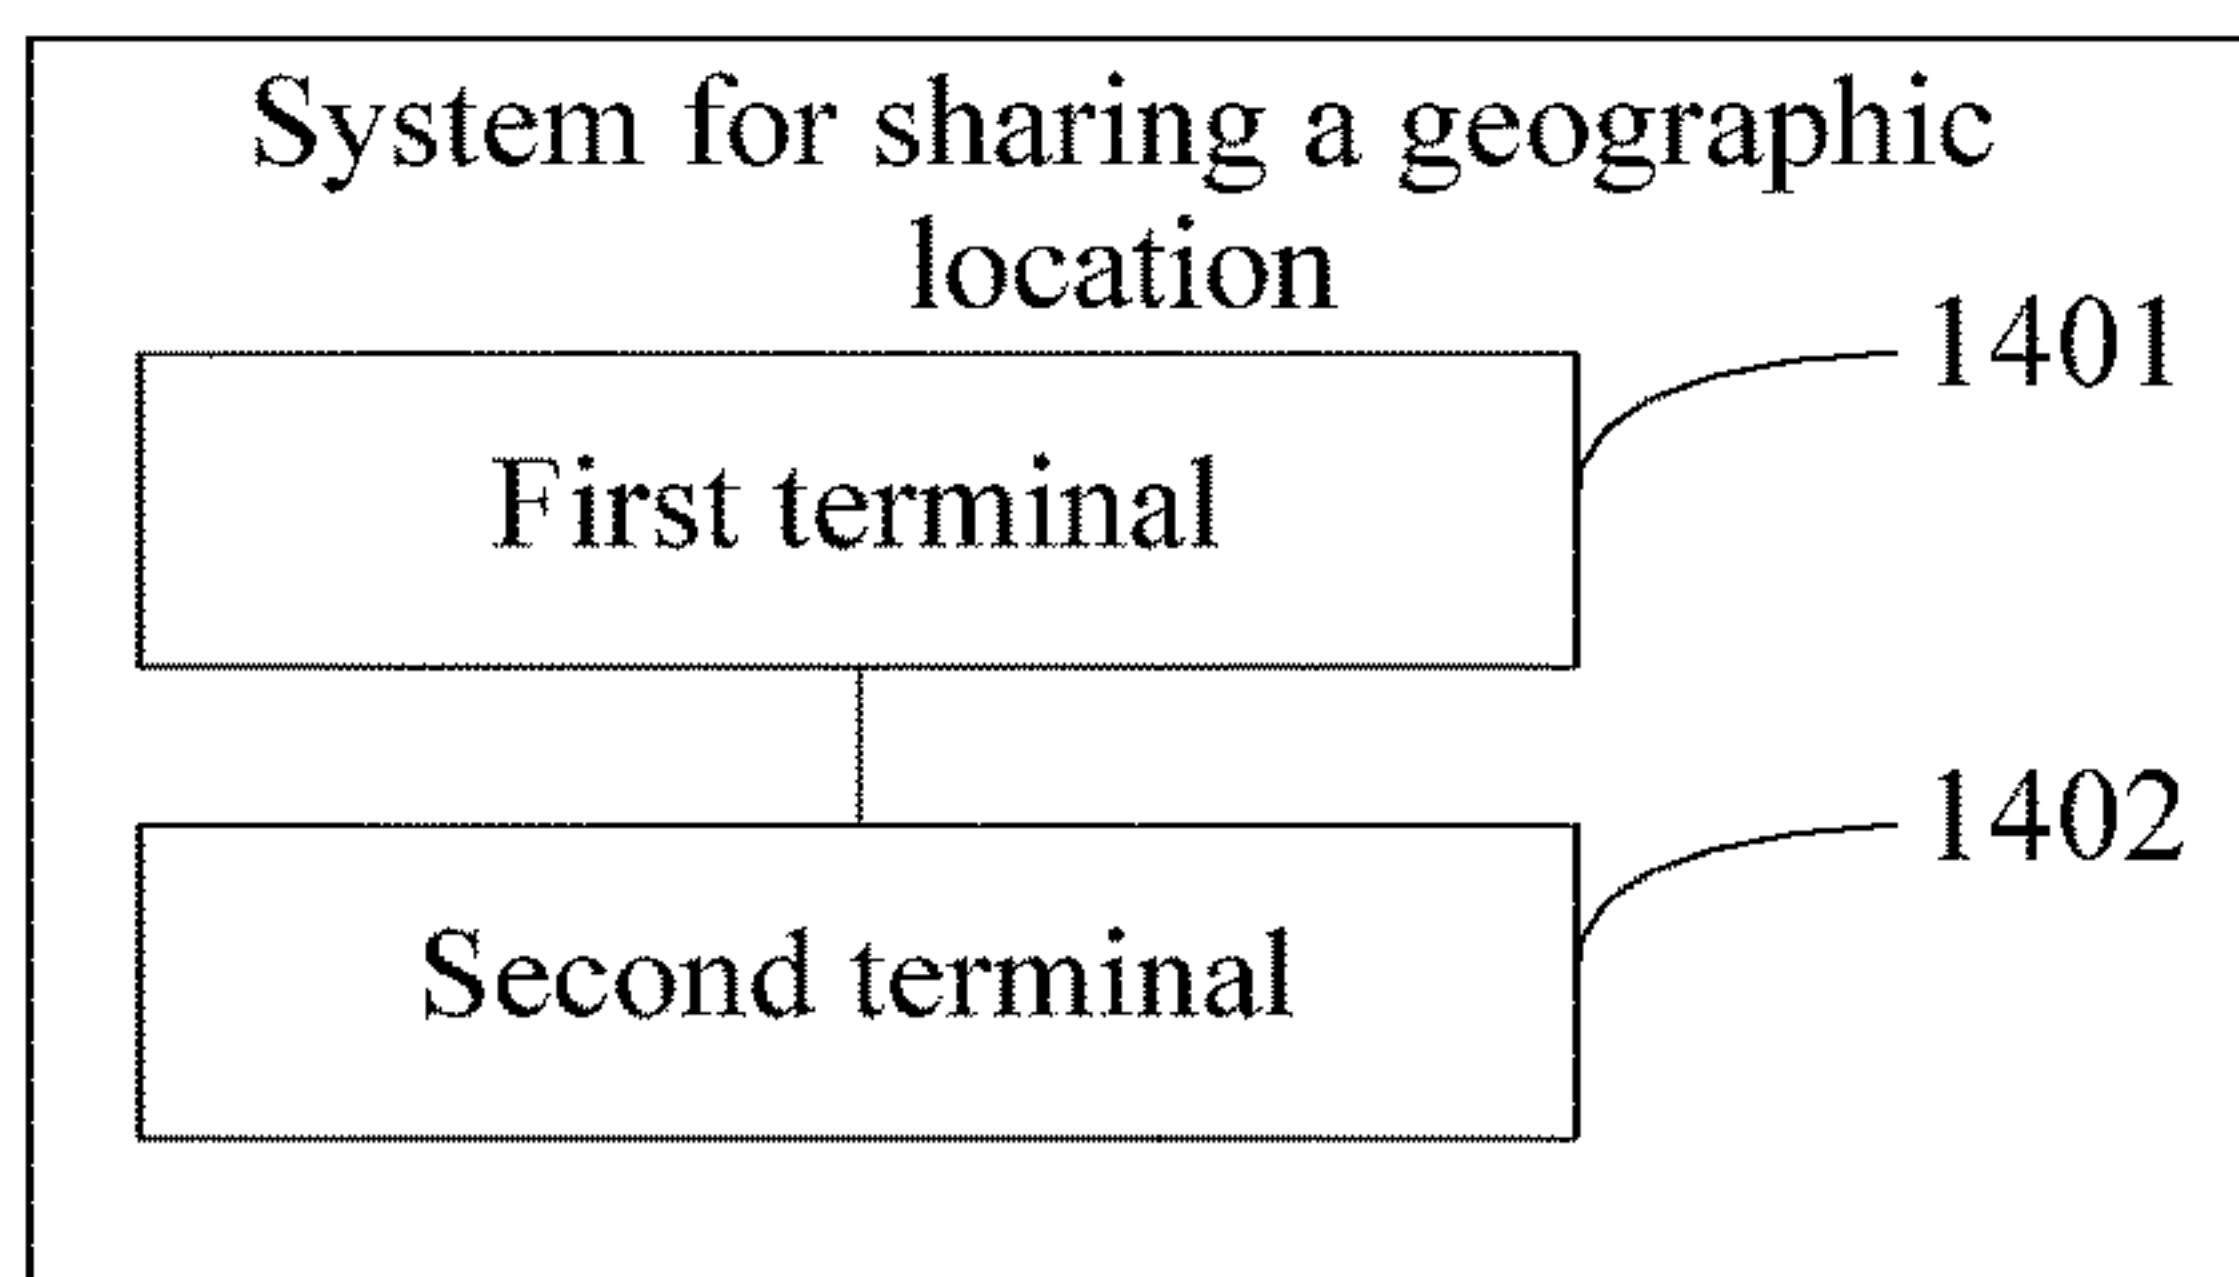 System for sharing a geographic
location
1401
First terminal
1402
Second terminal